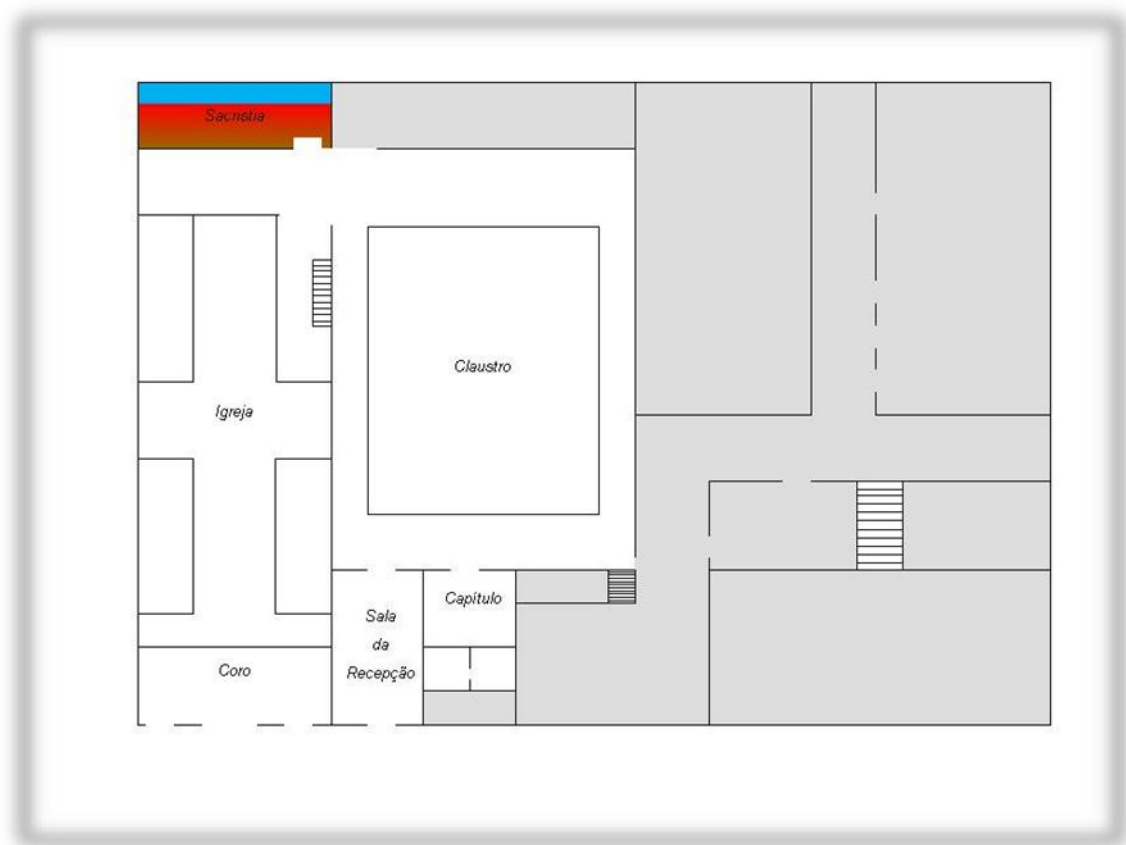 Sacristia
Claustro
Igreja
Capítulo
Sala
da
Recepção
Coro